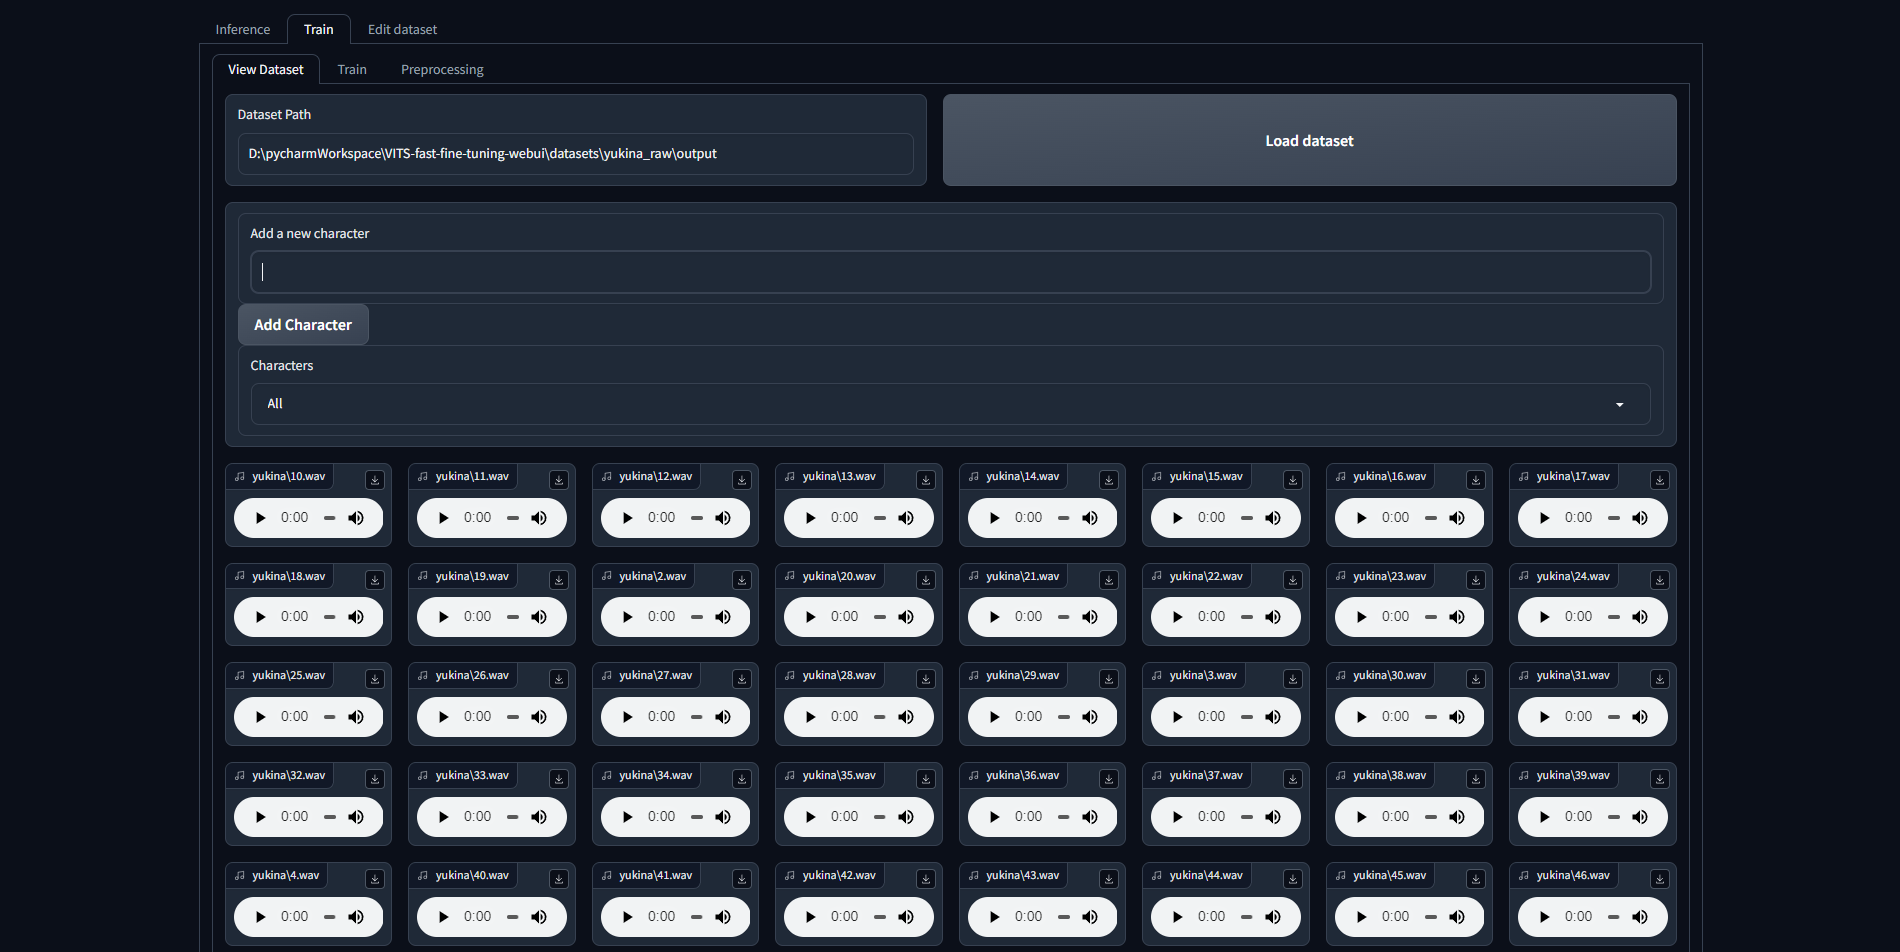 Inference Train Edit dataset
View Dataset Train Preprocessing
Dataset Path
D:\pycharmWorkspace\VITS-fast-fine-tuning-webui\datasets\yukina_raw\output
Load dataset
Add a new character
Add Character
Characters
All
yukina\10.wav yukina\11.wav yukina\12.wav yukina\13.wav yukina\14.wav yukina\15.wav yukina\16.wav yukina\17.wav
0:00 0:00 0:00 0:00 0:00 0:00 0:00 0:00
yukina\18.wav yukina\19.wav yukina\2.wav yukina\20.wav yukina\21.wav yukina\22.wav yukina\23.wav yukina\24.wav
0:00 0:00 0:00 0:00 0:00 0:00 0:00 0:00
yukina\25.wav yukina\26.wav yukina\27.wav yukina\28.wav yukina\29.wav yukina\3.wav yukina\30.wav yukina\31.wav
0:00 0:00 0:00 0:00 0:00 0:00 0:00 0:00
yukina\32.wav yukina\33.wav yukina\34.wav yukina\35.wav yukina\36.wav yukina\37.wav yukina\38.wav yukina\39.wav
0:00 0:00 0:00 0:00 0:00 0:00 0:00 0:00
yukina\4.wav yukina\40.wav yukina\41.wav yukina\42.wav yukina\43.wav yukina\44.wav yukina\45.wav yukina\46.wav
0:00 0:00 0:00 0:00 0:00 0:00 0:00 0:00